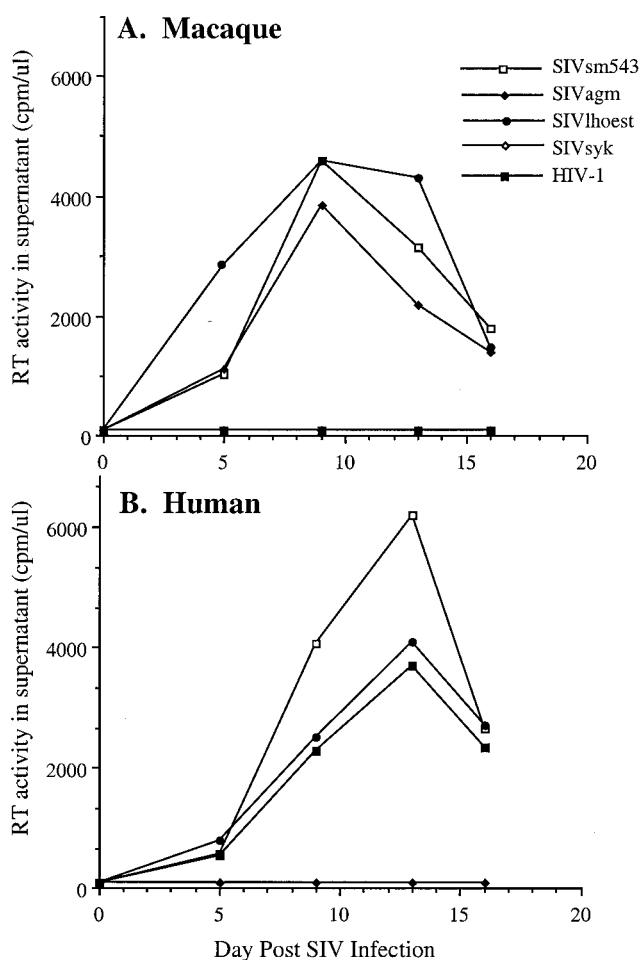 A. Macaque
RT activity in supernatant (cpm/ul)
6000
4000
2000
0
0 5 10 15 20
SIVsm543
SIVagm
SIVlhoest
SIVsyk
HIV-1
B. Human
RT activity in supernatant (cpm/ul)
6000
4000
2000
0
0 5 10 15 20
Day Post SIV Infection